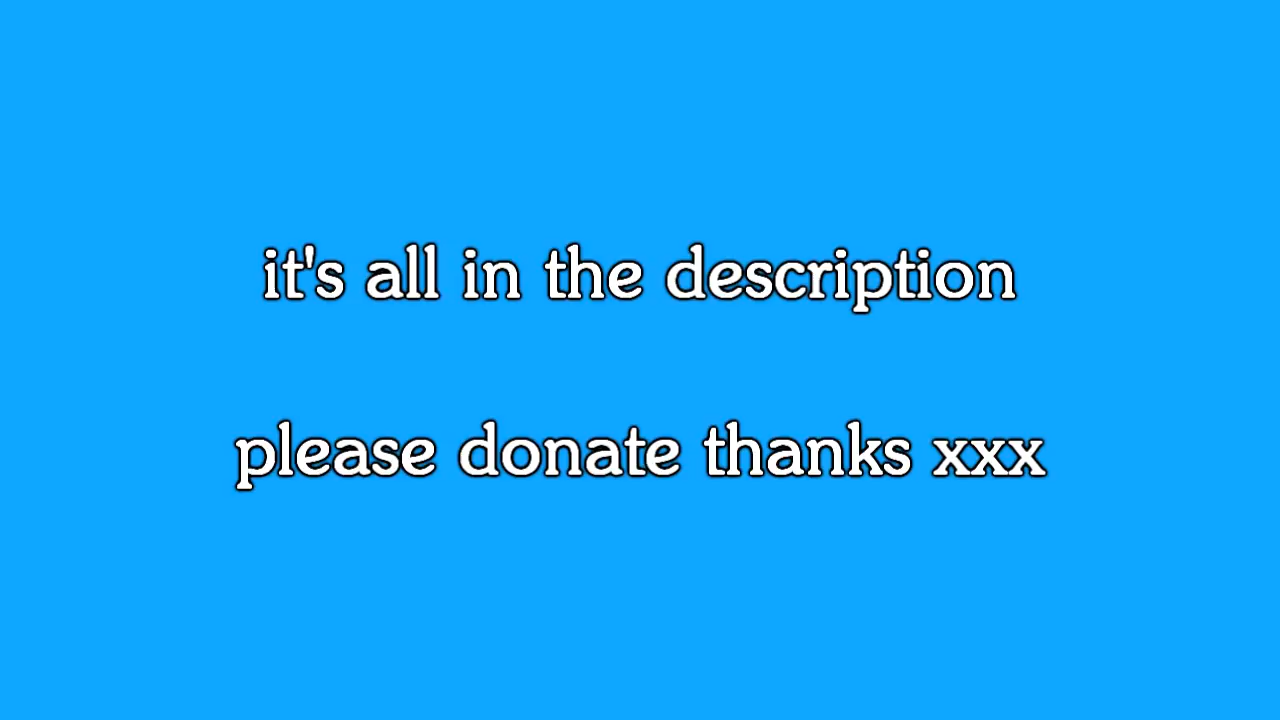 it's all in the description
please donate thanks xxx